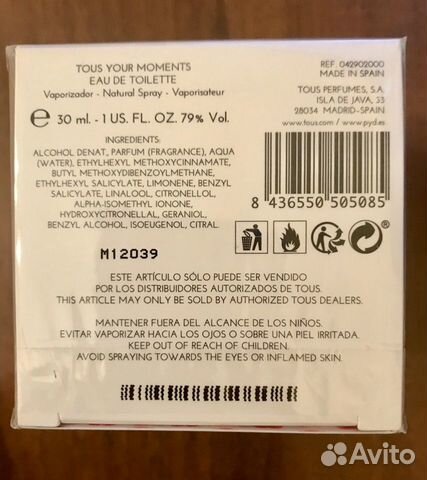 TOUS YOUR MOMENTS
EAU DE TOILETTE
Vaporizador - Natural Spray - Vaporisateur
℮ 30 ml. - 1 US. FL. OZ. 79% Vol.
REF. 042902000
MADE IN SPAIN
TOUS PERFUMES, S.A.
ISLA DE JAVA, 33
28034 MADRID-SPAIN
www.tous.com / www.pyd.es
INGREDIENTS:
ALCOHOL DENAT., PARFUM (FRAGRANCE), AQUA
(WATER), ETHYLHEXYL METHOXYCINNAMATE,
BUTYL METHOXYDIBENZOYLMETHANE,
ETHYLHEXYL SALICYLATE, LIMONENE, BENZYL
SALICYLATE, LINALOOL, CITRONELLOL,
ALPHA-ISOMETHYL IONONE,
HYDROXYCITRONELLAL, GERANIOL,
BENZYL ALCOHOL, ISOEUGENOL, CITRAL.
8 436550 505085
M12039
ESTE ARTÍCULO SÓLO PUEDE SER VENDIDO
POR LOS DISTRIBUIDORES AUTORIZADOS DE TOUS.
THIS ARTICLE MAY ONLY BE SOLD BY AUTHORIZED TOUS DEALERS.
MANTENER FUERA DEL ALCANCE DE LOS NIÑOS.
EVITAR VAPORIZAR HACIA LOS OJOS O SOBRE UNA PIEL IRRITADA.
KEEP OUT OF REACH OF CHILDREN.
AVOID SPRAYING TOWARDS THE EYES OR INFLAMED SKIN.
Avito